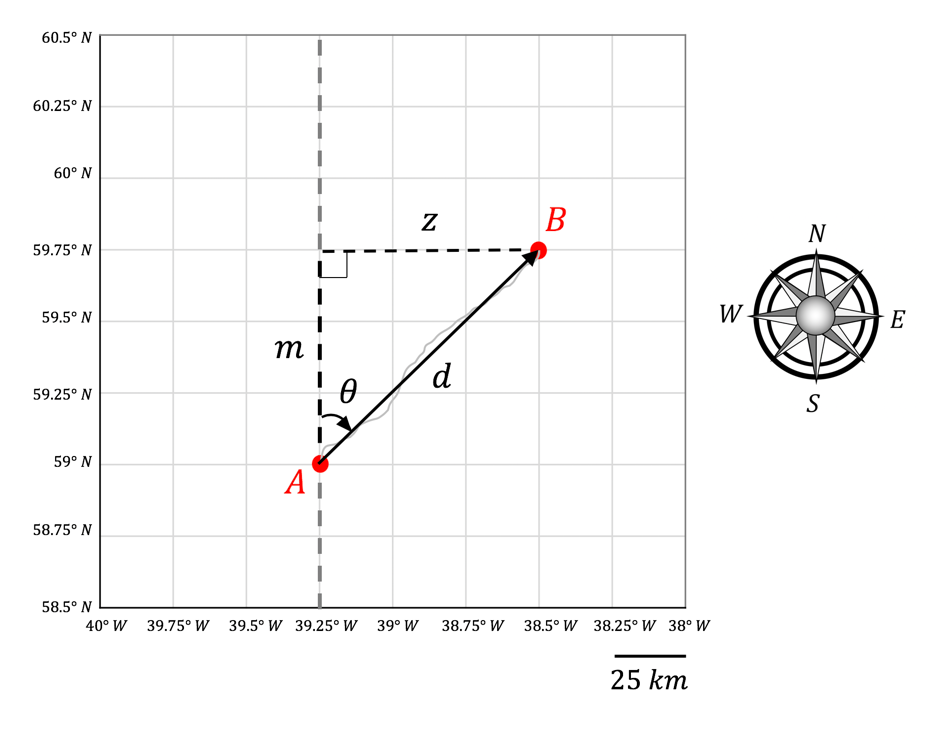 60.5° N
60.25° N
60° N
z
B
59.75° N
N
W
E
59.5° N
m
S
d
59.25° N
θ
59° N
A
58.75° N
58.5° N
40° W 39.75° W 39.5° W 39.25° W 39° W 38.75° W 38.5° W 38.25° W 38° W
25 km